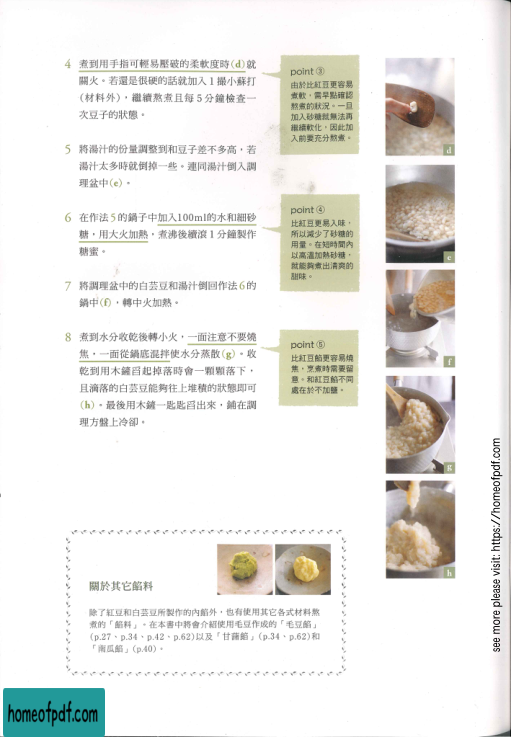 4 煮到用手指可輕易壓破的柔軟度時(d)就
關火。若還是很硬的話就加入1撮小蘇打
(材料外)，繼續熬煮且每5分鐘檢查一
次豆子的狀態。
5 將湯汁的份量調整到和豆子差不多高，若
湯汁太多時就倒掉一些。連同湯汁倒入調
理盆中(e)。
6 在作法5的鍋子中加入100ml的水和細砂
糖，用大火加熱，煮沸後續滾1分鐘製作
糖蜜。
7 將調理盆中的白芸豆和湯汁倒回作法6的
鍋中(f)，轉中火加熱。
8 煮到水分收乾後轉小火，一面注意不要燒
焦，一面從鍋底混拌使水分蒸散(g)。收
乾到用木鏟舀起掉落時會一顆顆落下，
且滴落的白芸豆能夠往上堆積的狀態即可
(h)。最後用木鏟一匙匙舀出來，鋪在調
理方盤上冷卻。
point ③
由於比紅豆更容易
煮軟，需早點確認
熬煮的狀況。一旦
加入砂糖就無法再
繼續軟化，因此加
入前要充分熬煮。
point ④
比紅豆更易入味，
所以減少了砂糖的
用量。在短時間內
以高溫加熱砂糖，
就能夠煮出清爽的
甜味。
point ⑤
比紅豆餡更容易燒
焦，烹煮時需要留
意。和紅豆餡不同
處在於不加鹽。
d
e
f
g
h
關於其它餡料
除了紅豆和白芸豆所製作的內餡外，也有使用其它各式材料熬
煮的「餡料」。在本書中將會介紹使用毛豆作成的「毛豆餡」
(p.27、p.34、p.42、p.62)以及「甘藷餡」(p.34、p.62)和
「南瓜餡」(p.40)。
see more please visit: https://homeofpdf.com
homeofpdf.com